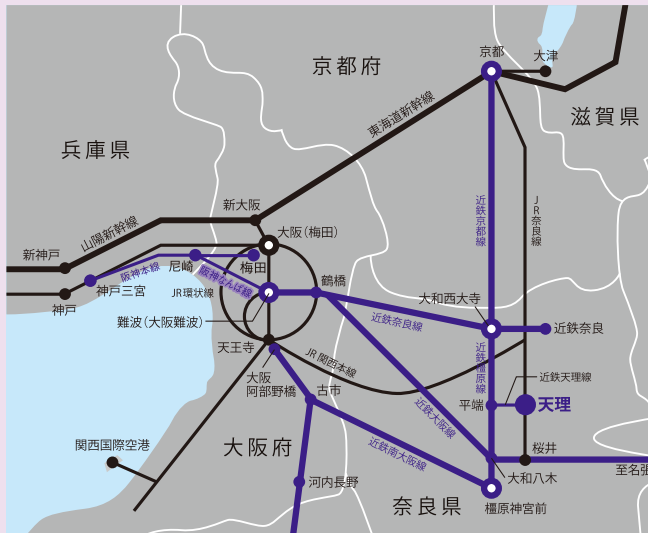 京都
大津
京都府
滋賀県
東海道新幹線
兵庫県
近鉄京都線
JR奈良線
新大阪
山陽新幹線
大阪(梅田)
新神戸
尼崎
梅田
阪神本線
阪神なんば線
鶴橋
神戸三宮
JR環状線
大和西大寺
神戸
難波(大阪難波)
近鉄奈良線
近鉄奈良
天王寺
JR関西本線
近鉄橿原線
大阪
阿部野橋
古市
近鉄天理線
平端
天理
近鉄大阪線
関西国際空港
大阪府
近鉄南大阪線
桜井
至名張
大和八木
河内長野
奈良県
橿原神宮前